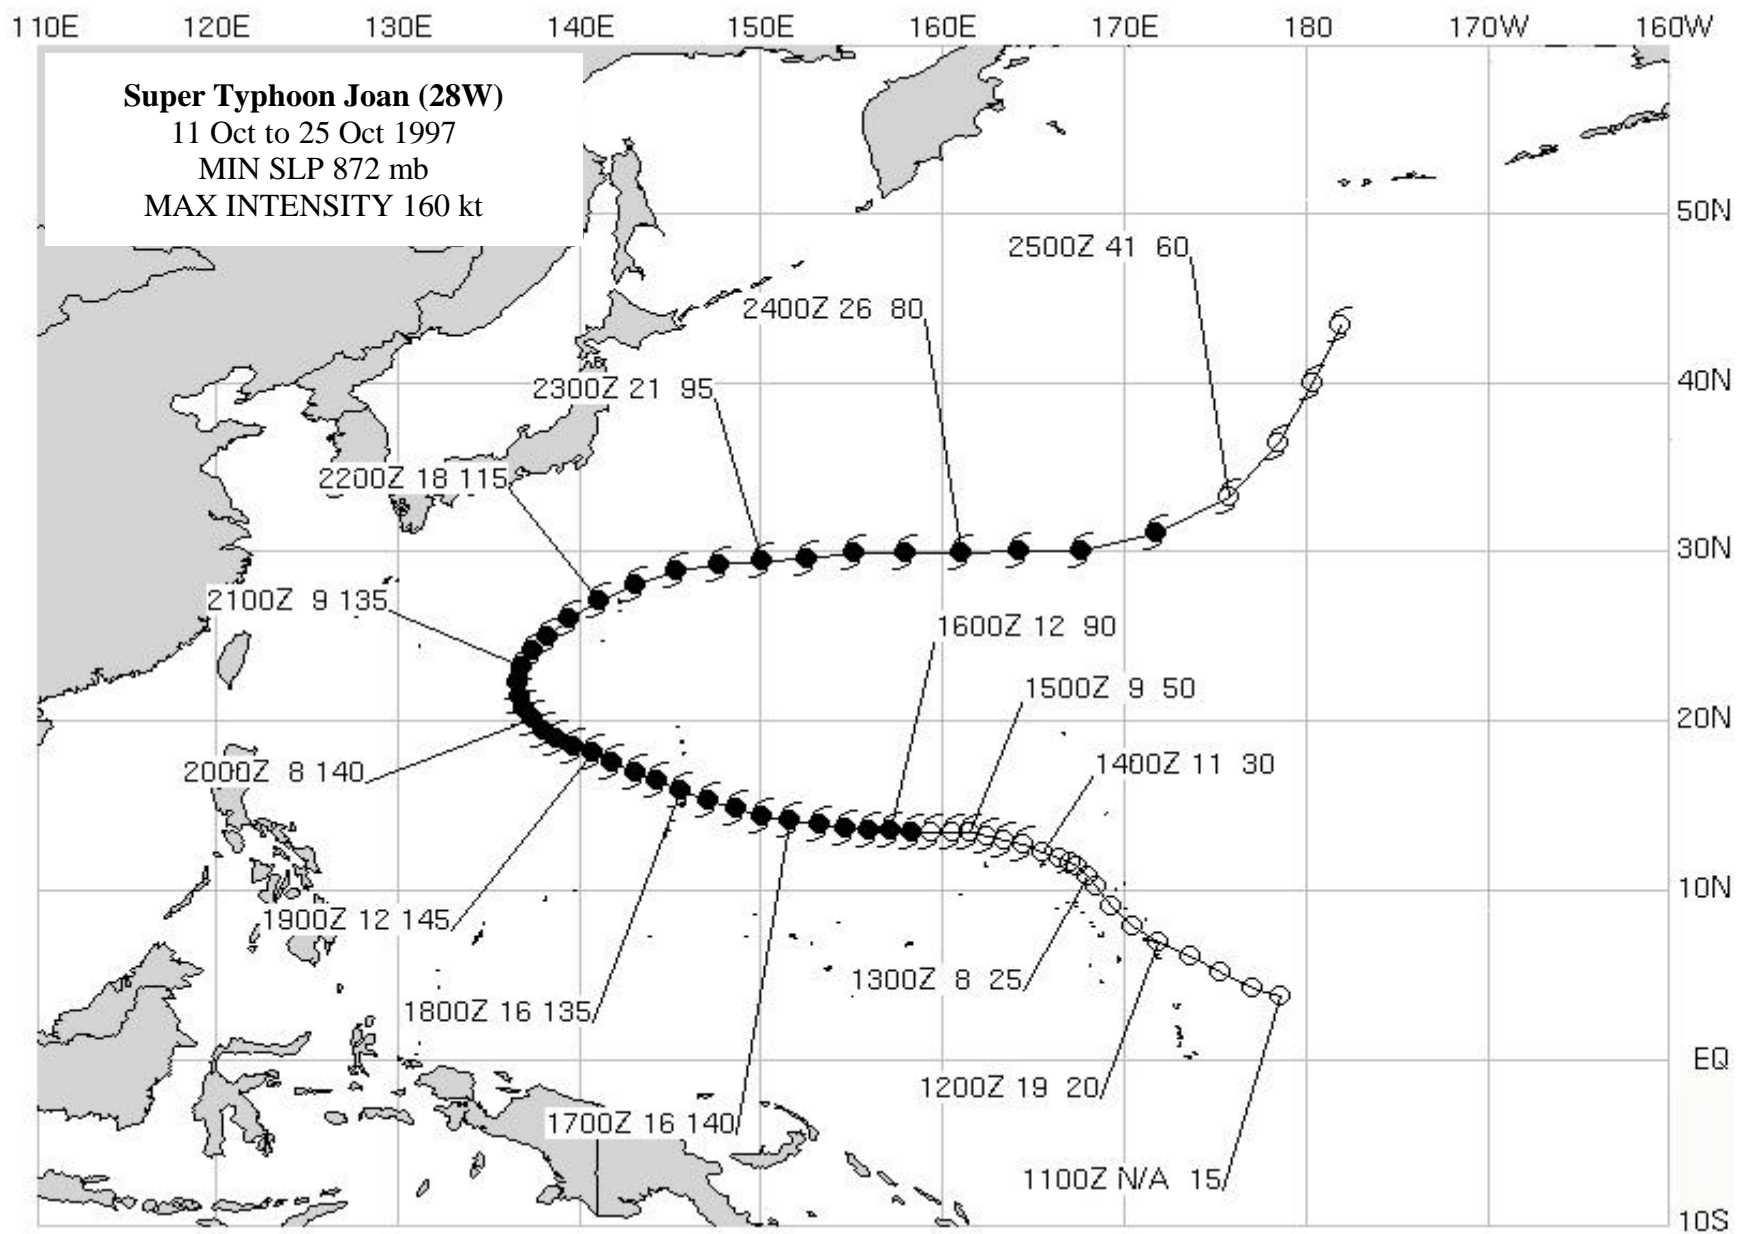 110E 120E 130E 140E 150E 160E 170E 180 170W 160W
Super Typhoon Joan (28W)
11 Oct to 25 Oct 1997
MIN SLP 872 mb
MAX INTENSITY 160 kt
50N
2500Z 41 60
2400Z 26 80
40N
2300Z 21 95
2200Z 18 115
30N
2100Z 9 135
1600Z 12 90
1500Z 9 50
20N
1400Z 11 30
2000Z 8 140
10N
1900Z 12 145
1300Z 8 25
1800Z 16 135
EQ
1200Z 19 20
1700Z 16 140
1100Z N/A 15
10S